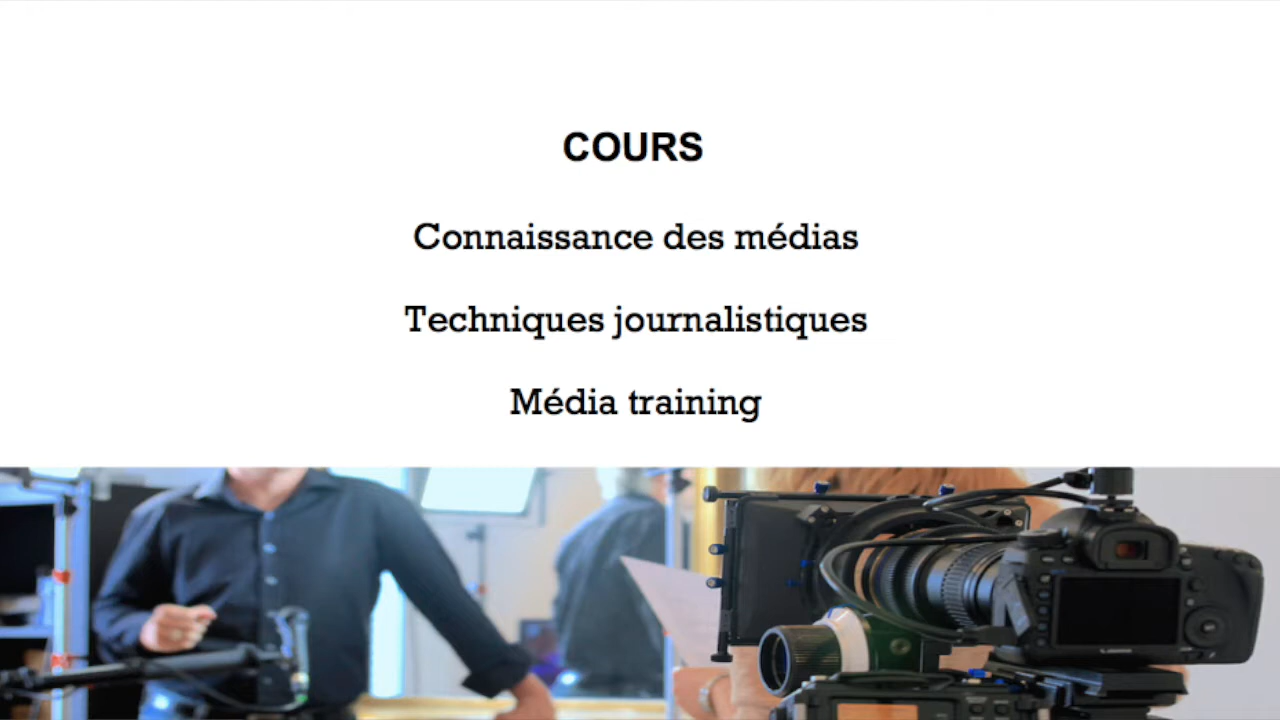 COURS
Connaissance des médias
Techniques journalistiques
Média training